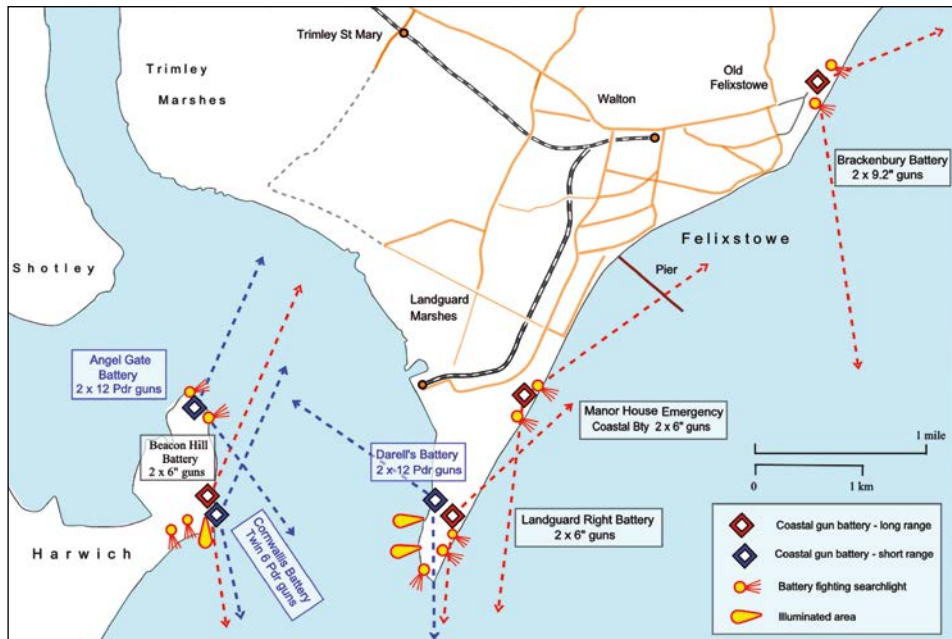 Trimley St Mary
Trimley
Marshes
Old
Felixstowe
Walton
Brackenbury Battery
2 x 9.2" guns
Felixstowe
Shotley
Pier
Landguard
Marshes
Angel Gate
Battery
2 x 12 Pdr guns
Manor House Emergency
Coastal Bty 2 x 6" guns
Beacon Hill
Battery
2 x 6" guns
Darell's Battery
2 x 12 Pdr guns
1 mile
1 km
Landguard Right Battery
2 x 6" guns
Cornwallis Battery
Twin 6 Pdr guns
Harwich
Coastal gun battery - long range
Coastal gun battery - short range
Battery fighting searchlight
Illuminated area